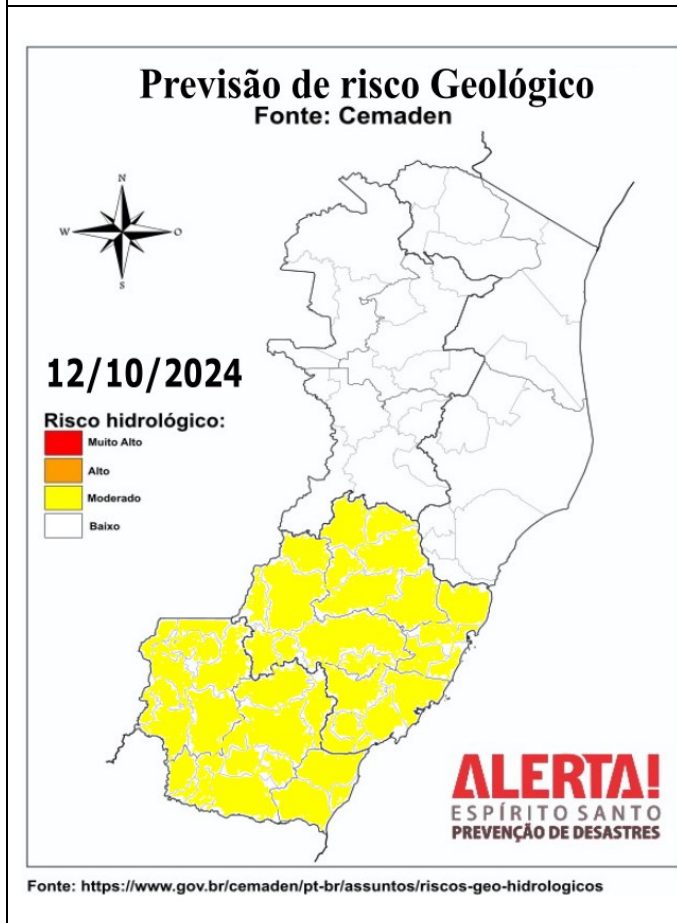 Previsão de risco Geológico
Fonte: Cemaden
N
W
O
S
12/10/2024
Risco hidrológico:
Muito Alto
Alto
Moderado
Baixo
ALERTA!
ESPÍRITO SANTO
PREVENÇÃO DE DESASTRES
Fonte: https://www.gov.br/cemaden/pt-br/assuntos/riscos-geo-hidrologicos